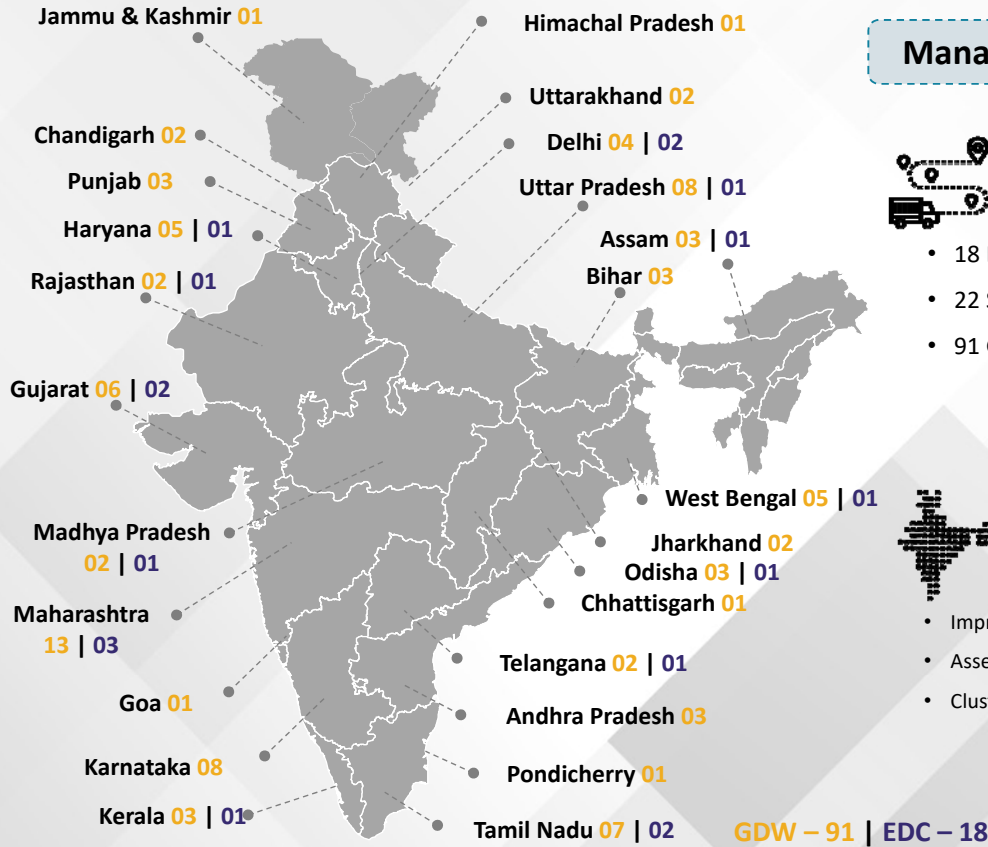 Jammu & Kashmir 01
Himachal Pradesh 01
Uttarakhand 02
Chandigarh 02
Delhi 04 | 02
Punjab 03
Uttar Pradesh 08 | 01
Haryana 05 | 01
Assam 03 | 01
Rajasthan 02 | 01
Bihar 03
Gujarat 06 | 02
West Bengal 05 | 01
Madhya Pradesh
02 | 01
Jharkhand 02
Odisha 03 | 01
Chhattisgarh 01
Maharashtra
13 | 03
Telangana 02 | 01
Goa 01
Andhra Pradesh 03
Karnataka 08
Pondicherry 01
Kerala 03 | 01
Tamil Nadu 07 | 02
GDW – 91 | EDC – 18
Mana
• 18
• 22 S
• 91
• Impr
• Asse
• Clus